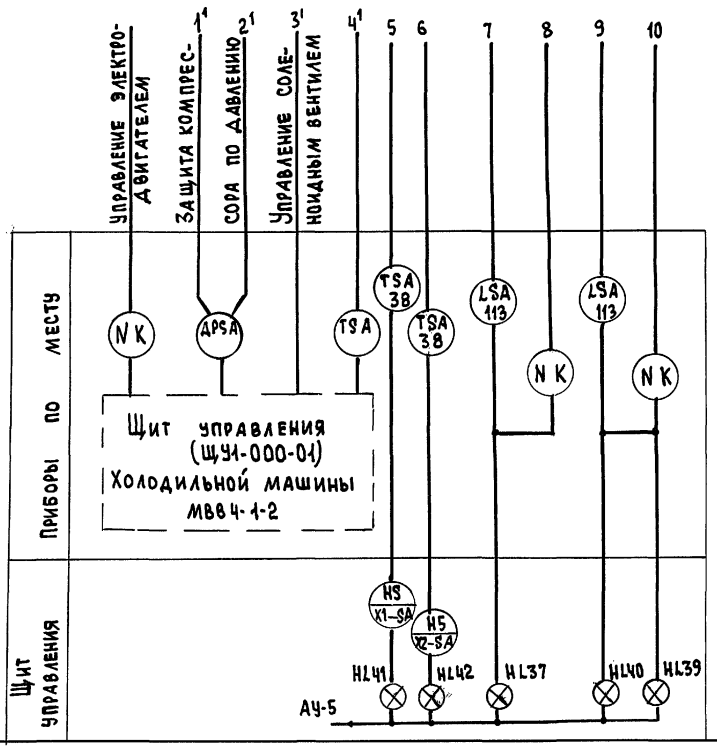 УПРАВЛЕНИЕ ЭЛЕКТРО-
ДВИГАТЕЛЕМ
1¹
ЗАЩИТА КОМПРЕС-
2¹
СОРА ПО ДАВЛЕНИЮ
3¹
УПРАВЛЕНИЕ СОЛЕ-
НОИДНЫМ ВЕНТИЛЕМ
4¹
5
6
7
8
9
10
ПРИБОРЫ ПО МЕСТУ
NK
ΔPSA
TSA
TSA
38
TSA
38
LSA
113
NK
LSA
113
NK
ЩИТ УПРАВЛЕНИЯ
(ЩУ1-000-01)
ХОЛОДИЛЬНОЙ МАШИНЫ
МВВ4-1-2
ЩИТ
УПРАВЛЕНИЯ
HS
X1-SA
HS
X2-SA
HL41
HL42
HL37
HL40
HL39
АУ-5